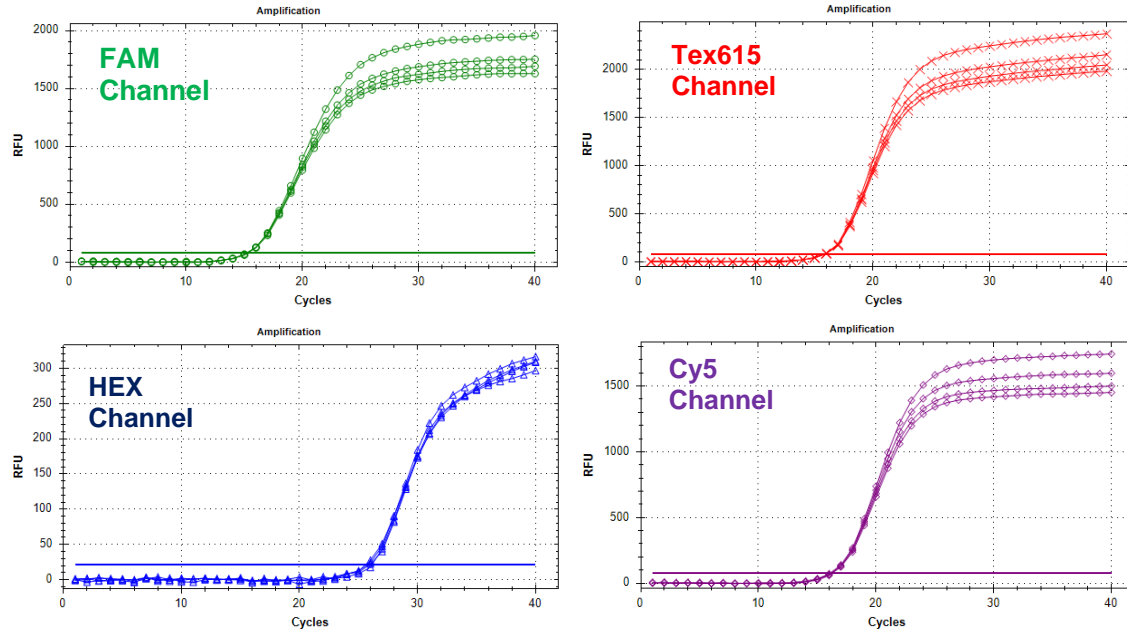 Amplification
FAM
Channel
RFU
2000
1500
1000
500
0
0
10
20
30
40
Cycles
Amplification
Tex615
Channel
RFU
2000
1500
1000
500
0
0
10
20
30
40
Cycles
Amplification
HEX
Channel
RFU
300
250
200
150
100
50
0
0
10
20
30
40
Cycles
Amplification
Cy5
Channel
RFU
1500
1000
500
0
0
10
20
30
40
Cycles